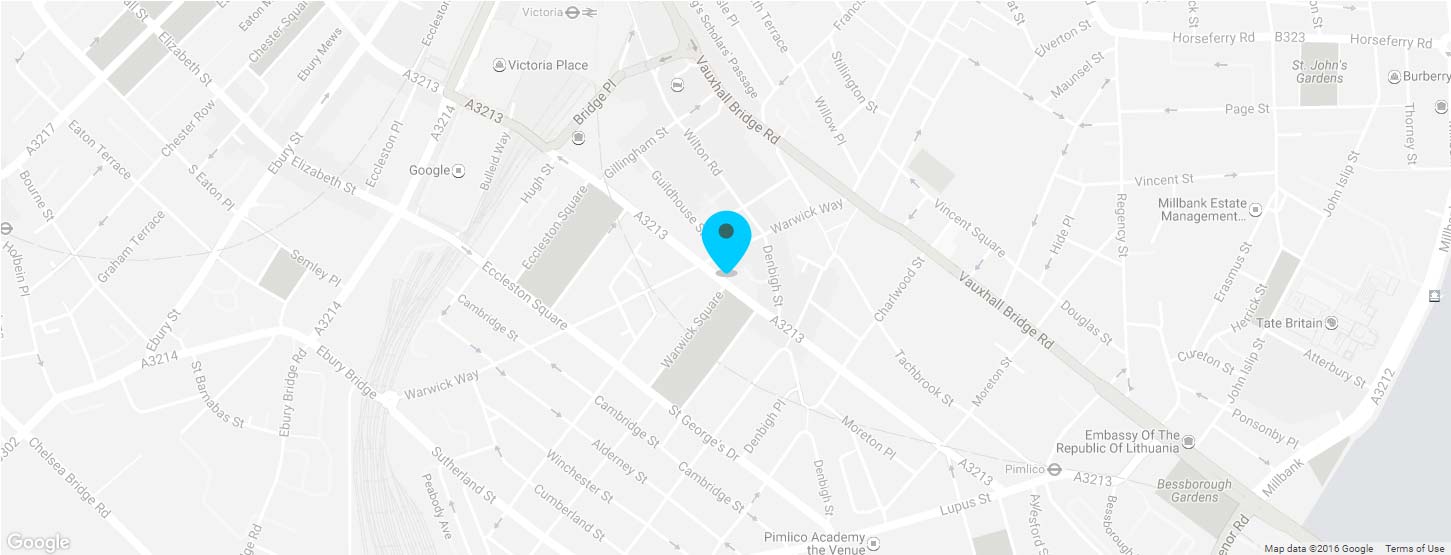 Victoria
Elizabeth St
Chester Square
Eaton Mews
Ebury Mews
Eccleston
Victoria Place
A3213
A3213
A3214
Bridge Pl
King's Scholars' Passage
Vauxhall Bridge Rd
Stillington St
Willow Pl
Elverton St
Maunsel St
Horseferry Rd
B323
St. John's
Gardens
Burberry
Page St
Thorney St
A3217
Eaton Terrace
Chester Row
Ebury St
Elizabeth St
Eccleston Pl
Google
Bulleid Way
Hugh St
Gillingham St
Wilton Rd
Guildhouse S
Vincent St
Millbank Estate
Management...
John Islip St
Bourne St
S Eaton Pl
Graham Terrace
Holbein Pl
Semley Pl
Eccleston Square
A3213
Warwick Way
Vincent Square
Hide Pl
Regency St
Denbigh St
Charlwood St
Vauxhall Bridge Rd
Erasmus St
Herrick St
Tate Britain
Douglas St
Cureton St
John Islip St
Atterbury St
A3212
Ebury St
A3214
A3214
Eccleston Square
Cambridge St
Warwick Square
A3213
Tachbrook St
Moreton St
Ponsonby Pl
St Barnabas St
Ebury Bridge Rd
Ebury Bridge
Warwick Way
St George's Dr
Denbigh Pl
Moreton Pl
Embassy Of The
Republic Of Lithuania
Chelsea Bridge Rd
Sutherland St
Peabody Ave
Cambridge St
Alderney St
Winchester St
Cumberland St
Cambridge St
Denbigh St
A3213
Pimlico
A3213
Lupus St
Aylesford St
Bessborough
Bessborough
Gardens
Millbank
Pimlico Academy
the Venue
Google
Map data ©2016 Google
Terms of Use